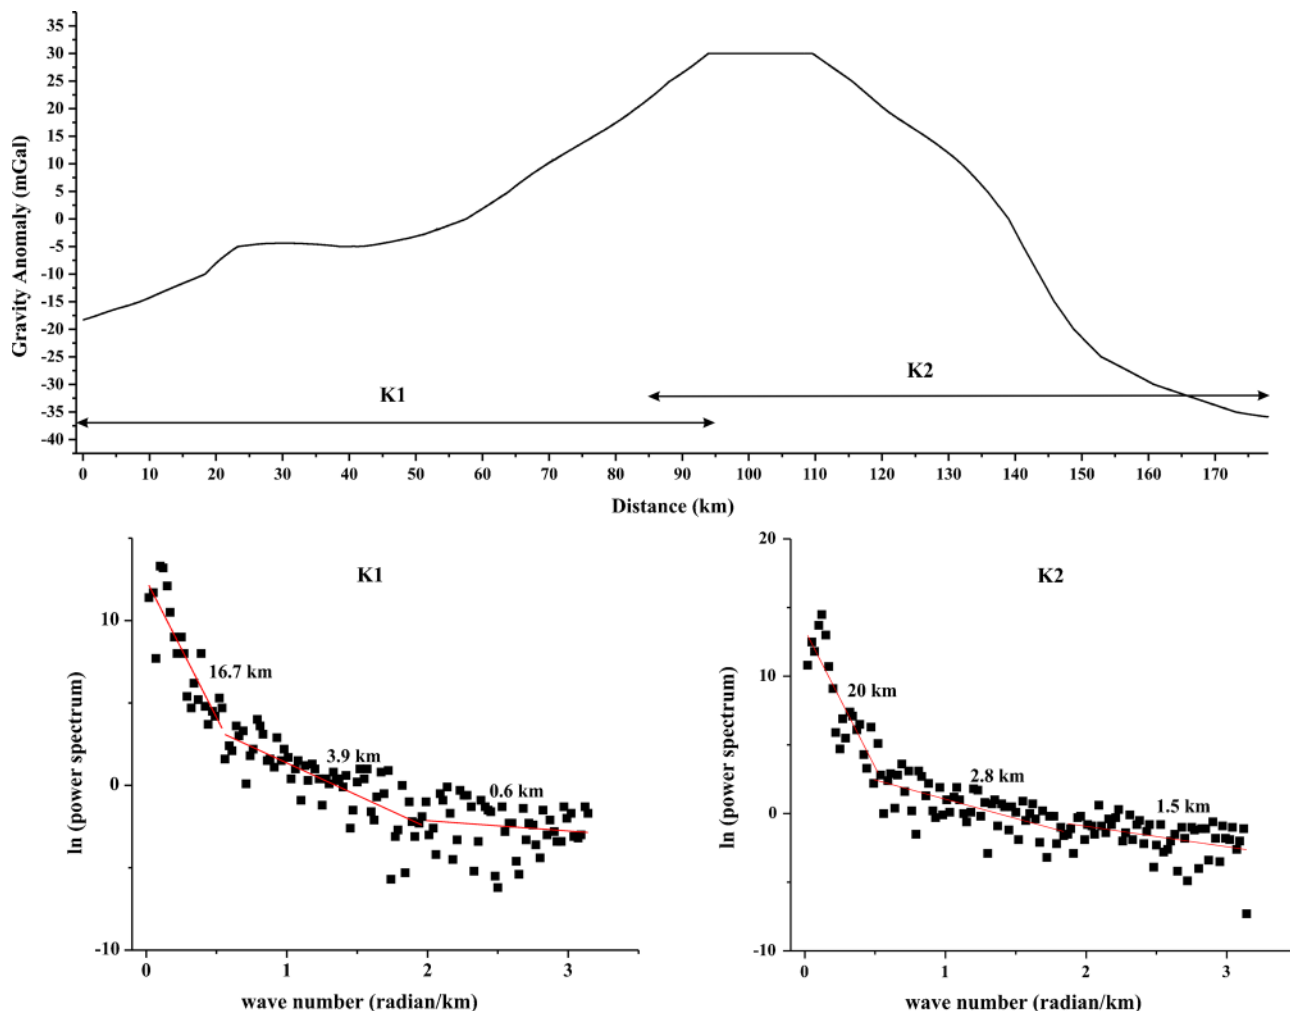 35
30
25
20
15
10
5
0
-5
-10
-15
-20
-25
-30
-35
-40
Gravity Anomaly (mGal)
K1
K2
0 10 20 30 40 50 60 70 80 90 100 110 120 130 140 150 160 170
Distance (km)
K1
10
0
-10
ln (power spectrum)
16.7 km
3.9 km
0.6 km
0 1 2 3
wave number (radian/km)
K2
20
10
0
-10
ln (power spectrum)
20 km
2.8 km
1.5 km
0 1 2 3
wave number (radian/km)